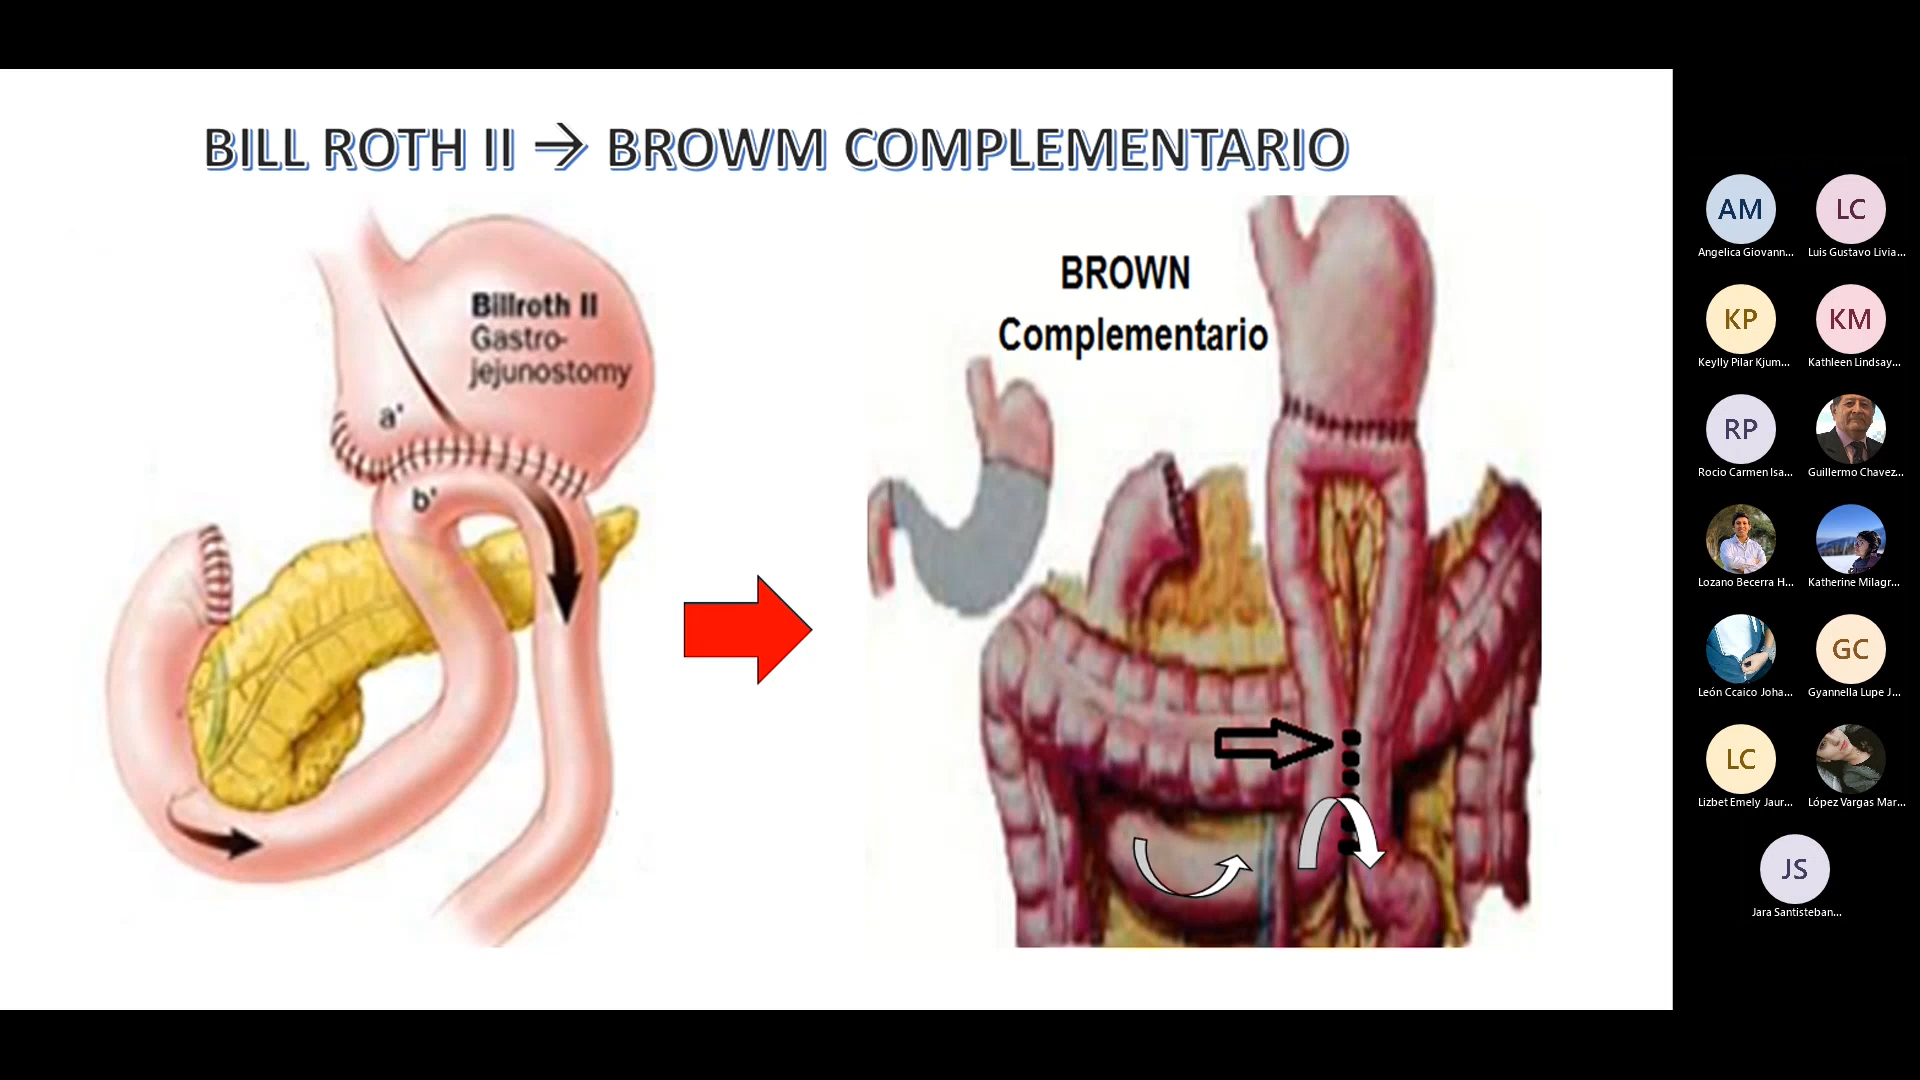 BILL ROTH II → BROWM COMPLEMENTARIO
Billroth II
Gastro-
jejunostomy
a'
b'
BROWN
Complementario
AM
Angelica Giovann...
LC
Luis Gustavo Livia...
KP
Keylly Pilar Kjum...
KM
Kathleen Lindsay...
RP
Rocio Carmen Isa...
Guillermo Chavez...
Lozano Becerra H...
Katherine Milagr...
León Ccaico Joha...
GC
Gyannella Lupe J...
LC
Lizbet Emely Jaur...
López Vargas Mar...
JS
Jara Santisteban...